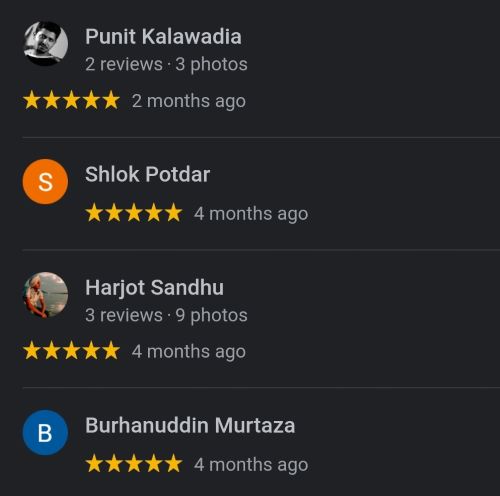 Punit Kalawadia
2 reviews · 3 photos
★★★★★ 2 months ago
S
Shlok Potdar
★★★★★ 4 months ago
Harjot Sandhu
3 reviews · 9 photos
★★★★★ 4 months ago
B
Burhanuddin Murtaza
★★★★★ 4 months ago